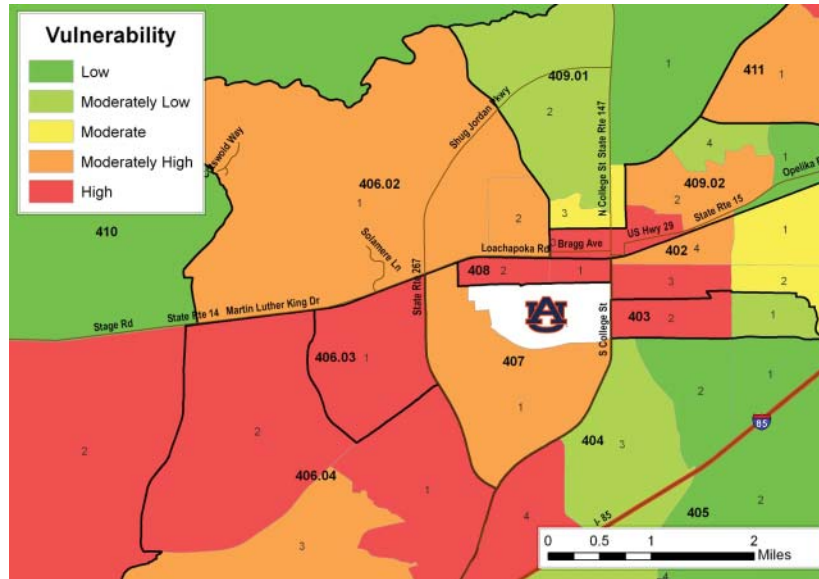 Vulnerability
Low
Moderately Low
Moderate
Moderately High
High
409.01
1
411
1
2
Shug Jordan Pkwy
N College St
State Rte 147
4
1
409.02
Opelika
406.02
1
2
3
2
State Rte 15
US Hwy 29
410
Solamere Ln
Loachapoka Rd
Bragg Ave
402
4
1
408
2
1
3
2
State Rte 267
AU
403
2
1
Stage Rd
State Rte 14
Martin Luther King Dr
S College St
406.03
1
407
1
2
1
85
2
2
404
3
406.04
1
4
I- 85
405
2
3
0
0.5
1
2
Miles
4